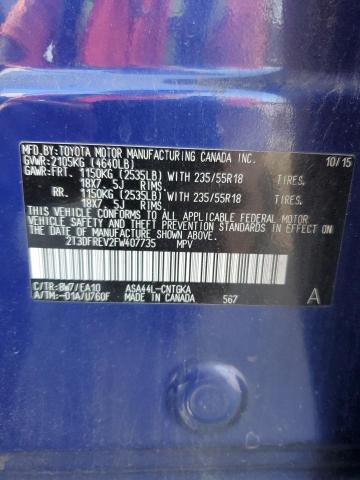 MFD.BY:TOYOTA MOTOR MANUFACTURING CANADA INC. 10/15
GVWR:2105KG (4640LB)
GAWR:FRT. 1150KG (2535LB) WITH 235/55R18 TIRES,
18X7.5J RIMS.
RR. 1150KG (2535LB) WITH 235/55R18 TIRES,
18X7.5J RIMS.
THIS VEHICLE CONFORMS TO ALL APPLICABLE FEDERAL MOTOR
VEHICLE SAFETY AND THEFT PREVENTION STANDARDS IN EFFECT ON
THE DATE OF MANUFACTURE SHOWN ABOVE.
2T3DFREV2FW407735 MPV
C/TR:8W7/EA10 ASA44L-CNTGKA
A/TM:-01A/U760F MADE IN CANADA 567 A